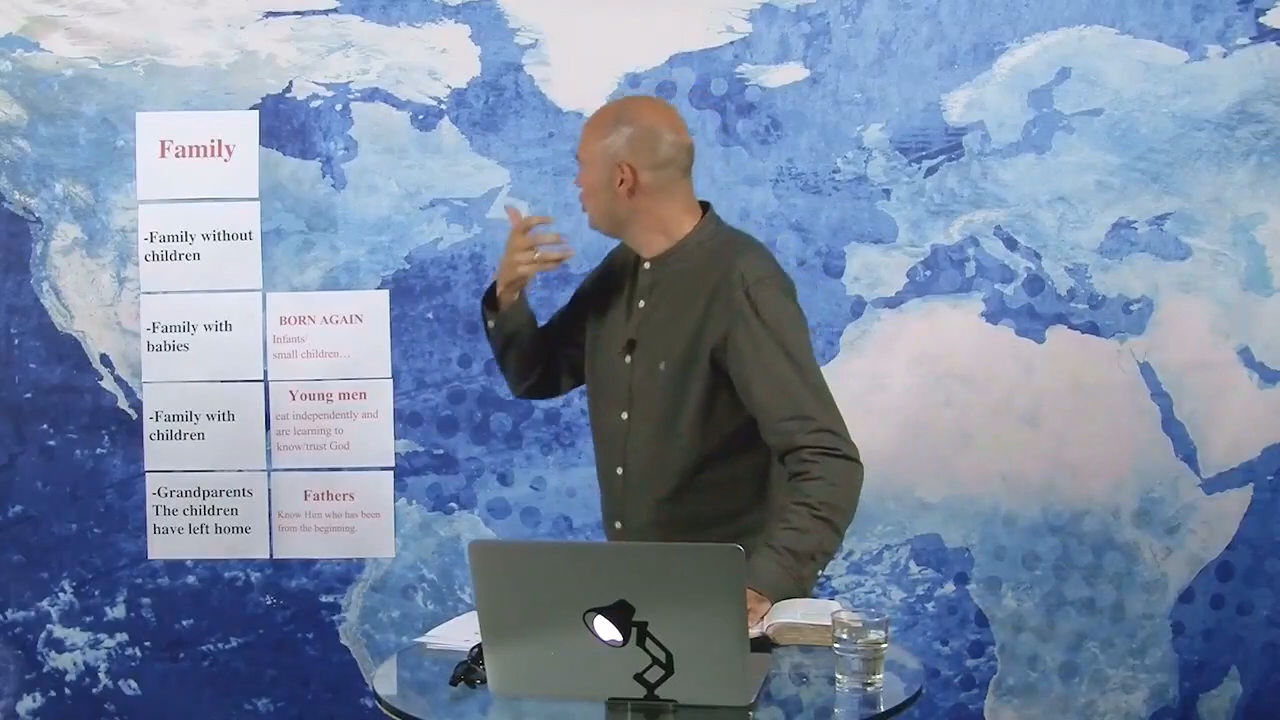 Family
-Family without
children
-Family with
babies
BORN AGAIN
Infants/
small children…
-Family with
children
Young men
eat independently and
are learning to
know/trust God
-Grandparents
The children
have left home
Fathers
Know Him who has been
from the beginning.